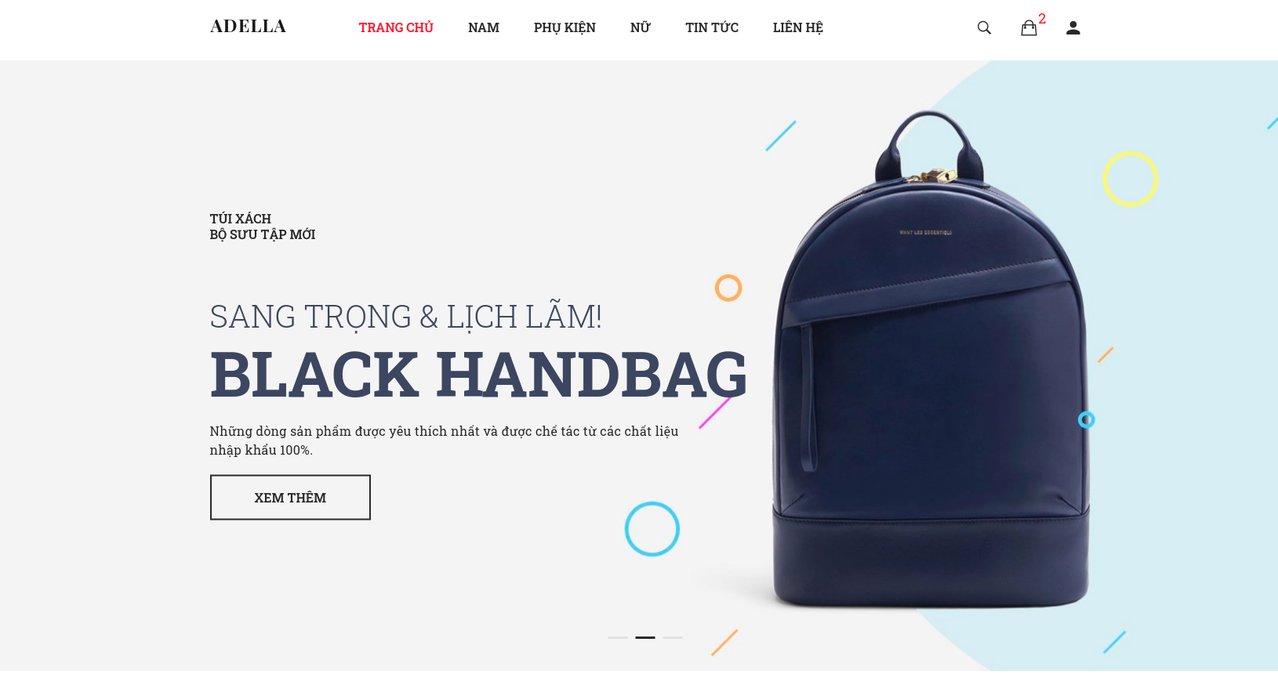 ADELLA
TRANG CHỦ NAM PHỤ KIỆN NỮ TIN TỨC LIÊN HỆ
2
TÚI XÁCH
BỘ SƯU TẬP MỚI
WANT LES ESSENTIELS
SANG TRỌNG & LỊCH LÃM!
BLACK HANDBAG
Những dòng sản phẩm được yêu thích nhất và được chế tác từ các chất liệu
nhập khẩu 100%.
XEM THÊM